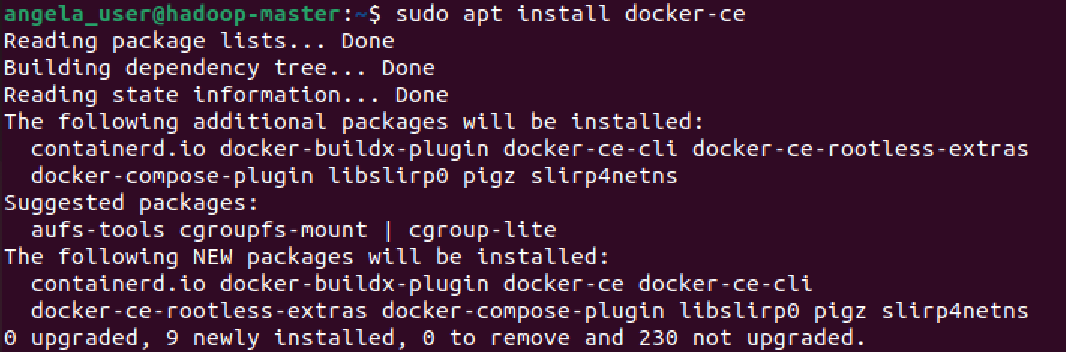 angela_user@hadoop-master:~$ sudo apt install docker-ce
Reading package lists... Done
Building dependency tree... Done
Reading state information... Done
The following additional packages will be installed:
  containerd.io docker-buildx-plugin docker-ce-cli docker-ce-rootless-extras
  docker-compose-plugin libslirp0 pigz slirp4netns
Suggested packages:
  aufs-tools cgroupfs-mount | cgroup-lite
The following NEW packages will be installed:
  containerd.io docker-buildx-plugin docker-ce docker-ce-cli
  docker-ce-rootless-extras docker-compose-plugin libslirp0 pigz slirp4netns
0 upgraded, 9 newly installed, 0 to remove and 230 not upgraded.